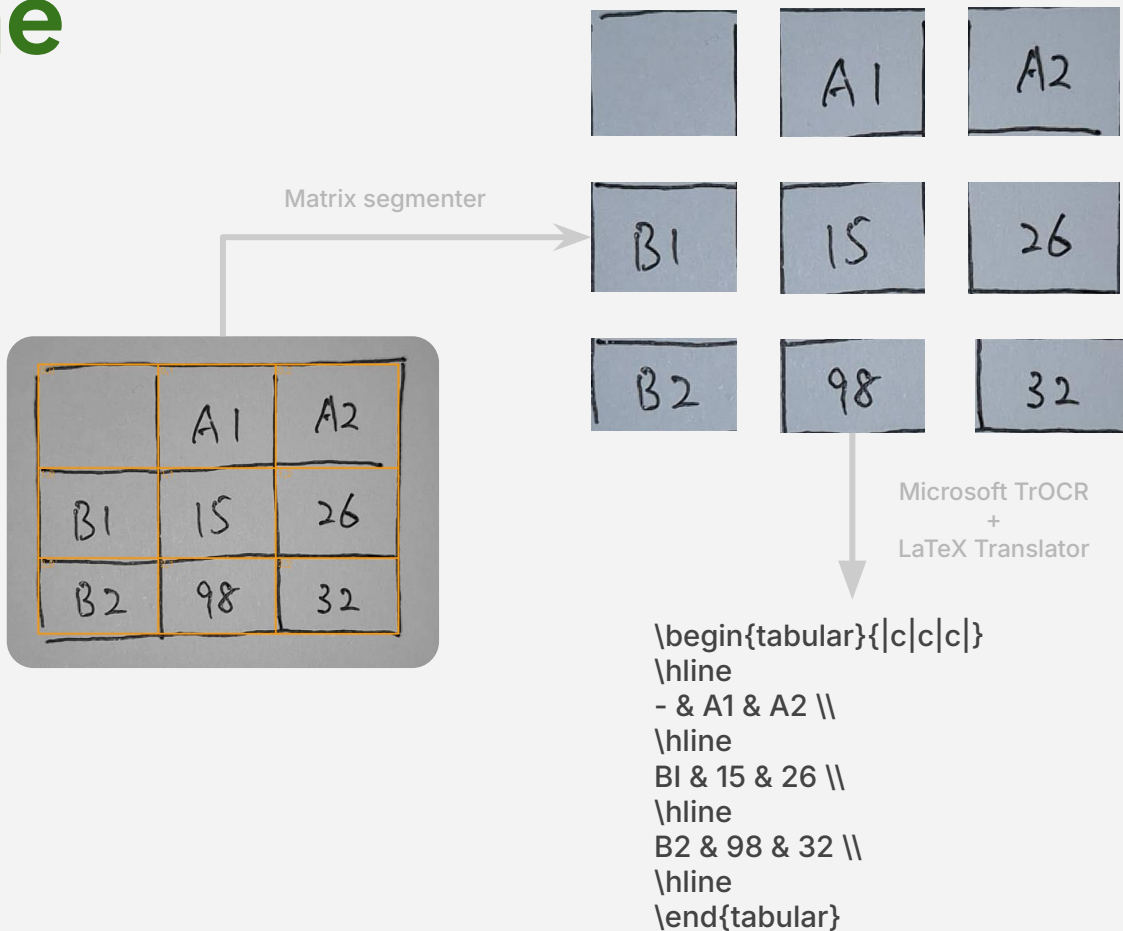 e
A1 A2
Matrix segmenter
B1 15 26
B2 98 32
A1 A2
B1 15 26
B2 98 32
Microsoft TrOCR
+
LaTeX Translator
\begin{tabular}{|c|c|c|}
\hline
- & A1 & A2 \\
\hline
BI & 15 & 26 \\
\hline
B2 & 98 & 32 \\
\hline
\end{tabular}